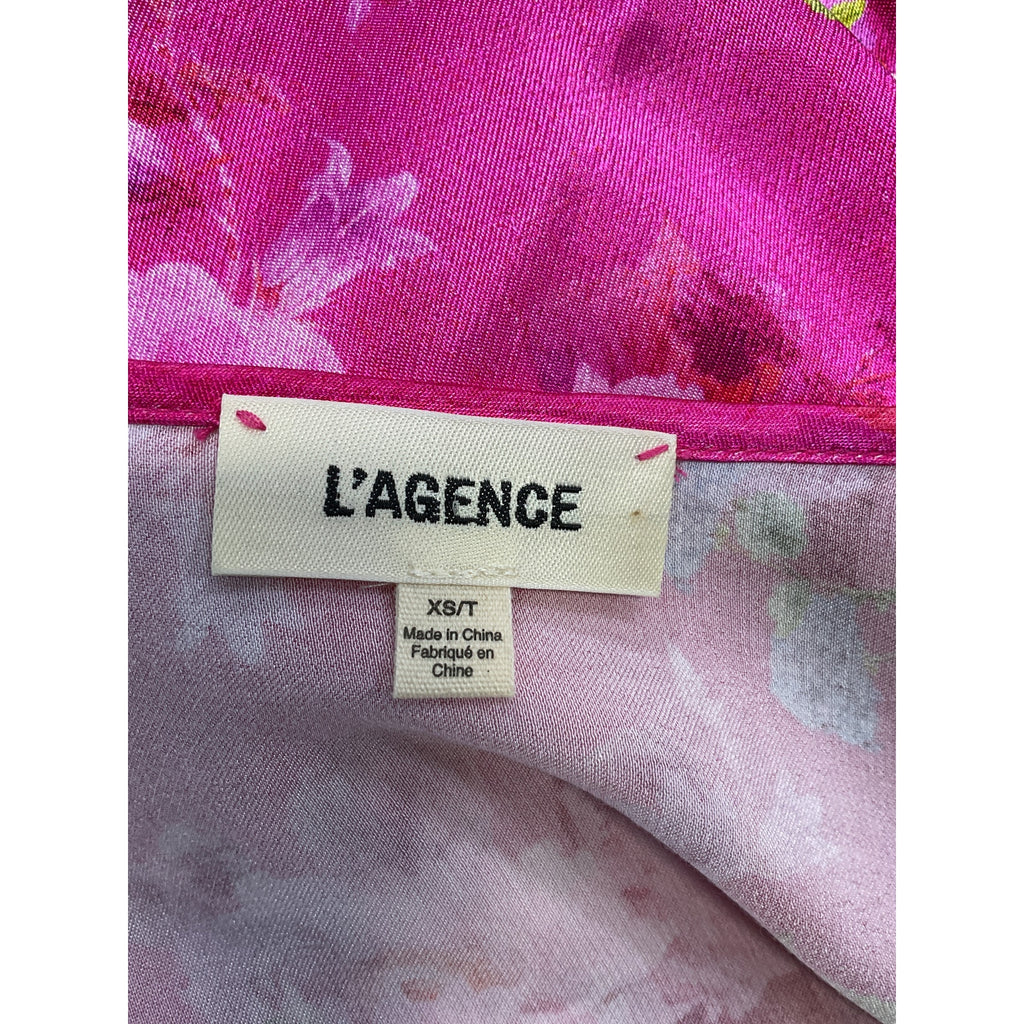 L'AGENCE
XS/T
Made in China
Fabriqué en
Chine